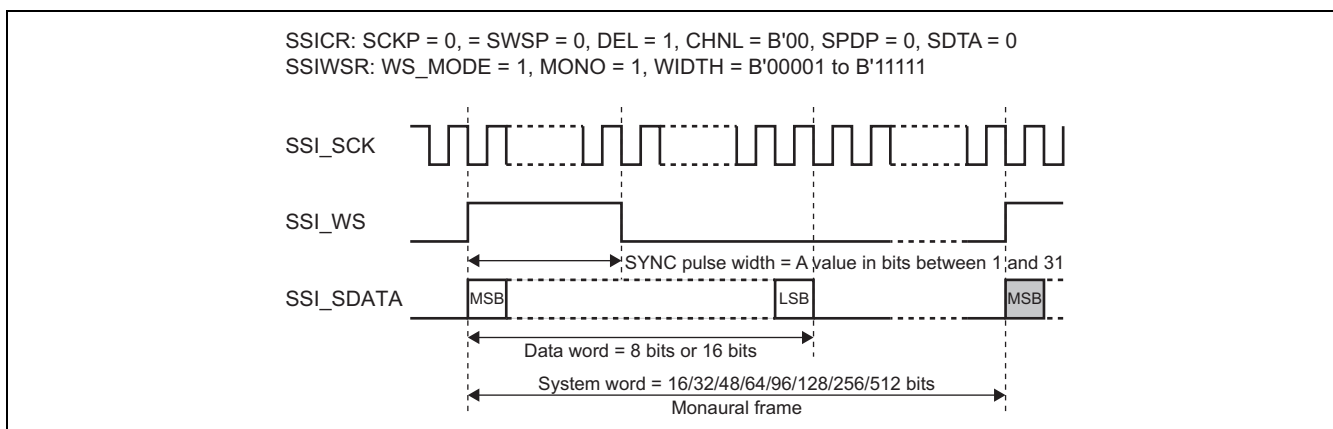 SSICR: SCKP = 0, = SWSP = 0, DEL = 1, CHNL = B'00, SPDP = 0, SDTA = 0
SSIWSR: WS_MODE = 1, MONO = 1, WIDTH = B'00001 to B'11111
SSI_SCK
SSI_WS
SYNC pulse width = A value in bits between 1 and 31
SSI_SDATA
MSB
LSB
MSB
Data word = 8 bits or 16 bits
System word = 16/32/48/64/96/128/256/512 bits
Monaural frame